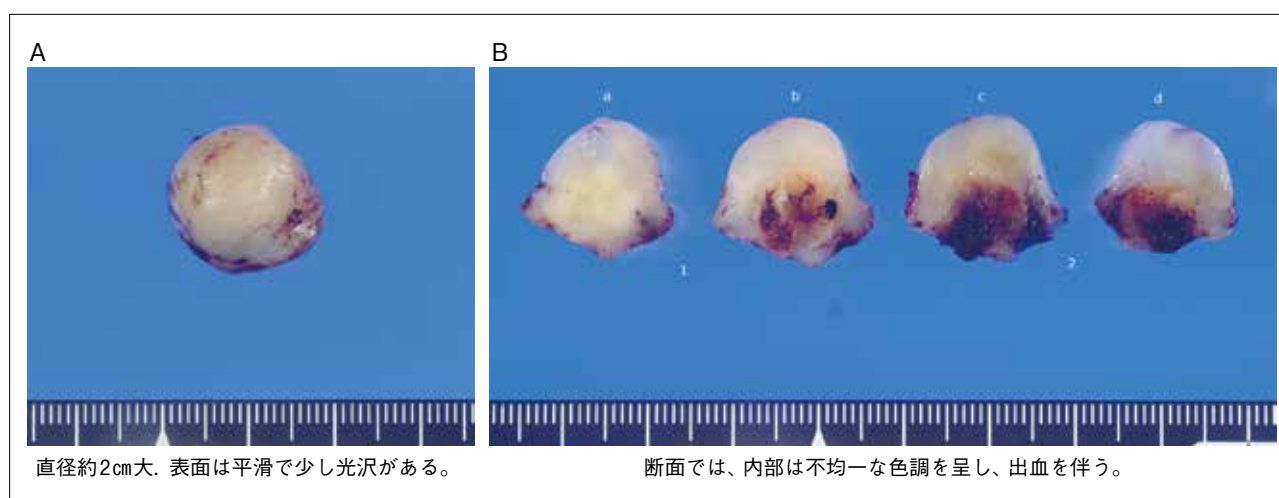 A
B
a b c d
1 2
直径約2㎝大. 表面は平滑で少し光沢がある。
断面では、内部は不均一な色調を呈し、出血を伴う。